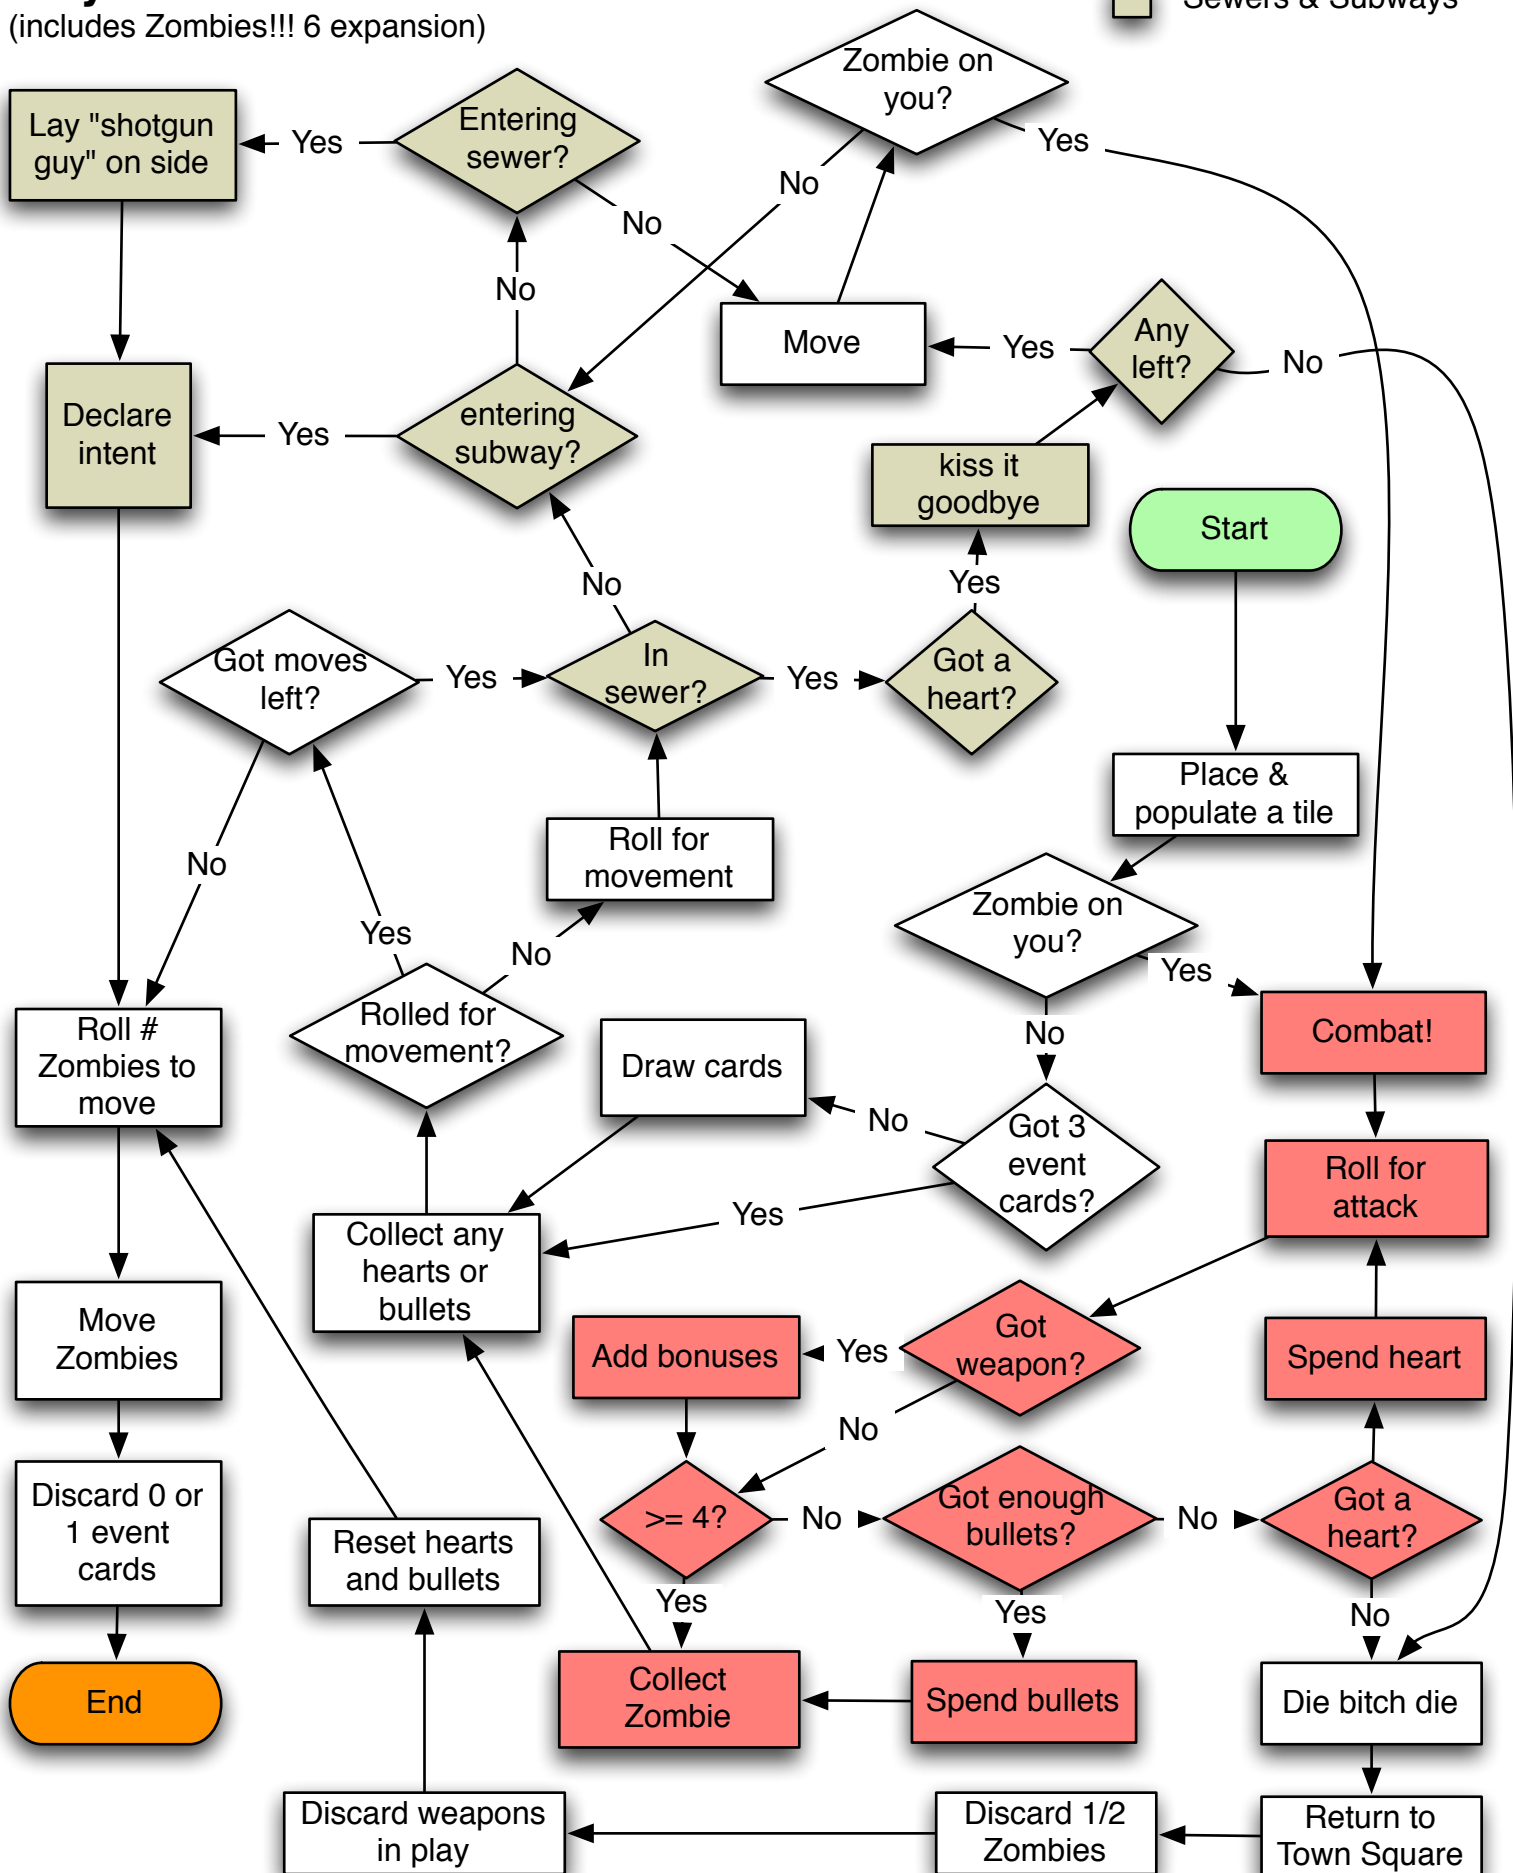 (includes Zombies!!! 6 expansion)
Sewers & Subways
Zombie on
you?
Lay "shotgun
guy" on side
Yes
Entering
sewer?
Yes
No
No
No
Move
Yes
Any
left?
No
Declare
intent
Yes
entering
subway?
kiss it
goodbye
Start
No
Yes
Got moves
left?
Yes
In
sewer?
Yes
Got a
heart?
Place &
populate a tile
Roll for
movement
No
Zombie on
you?
Yes
No
Yes
Roll #
Zombies to
move
Rolled for
movement?
Draw cards
No
Combat!
No
Got 3
event
cards?
Roll for
attack
Yes
Collect any
hearts or
bullets
Move
Zombies
Add bonuses
Yes
Got
weapon?
Spend heart
No
Discard 0 or
1 event
cards
Reset hearts
and bullets
>= 4?
No
Got enough
bullets?
No
Got a
heart?
Yes
Yes
No
End
Collect
Zombie
Spend bullets
Die bitch die
Discard weapons
in play
Discard 1/2
Zombies
Return to
Town Square